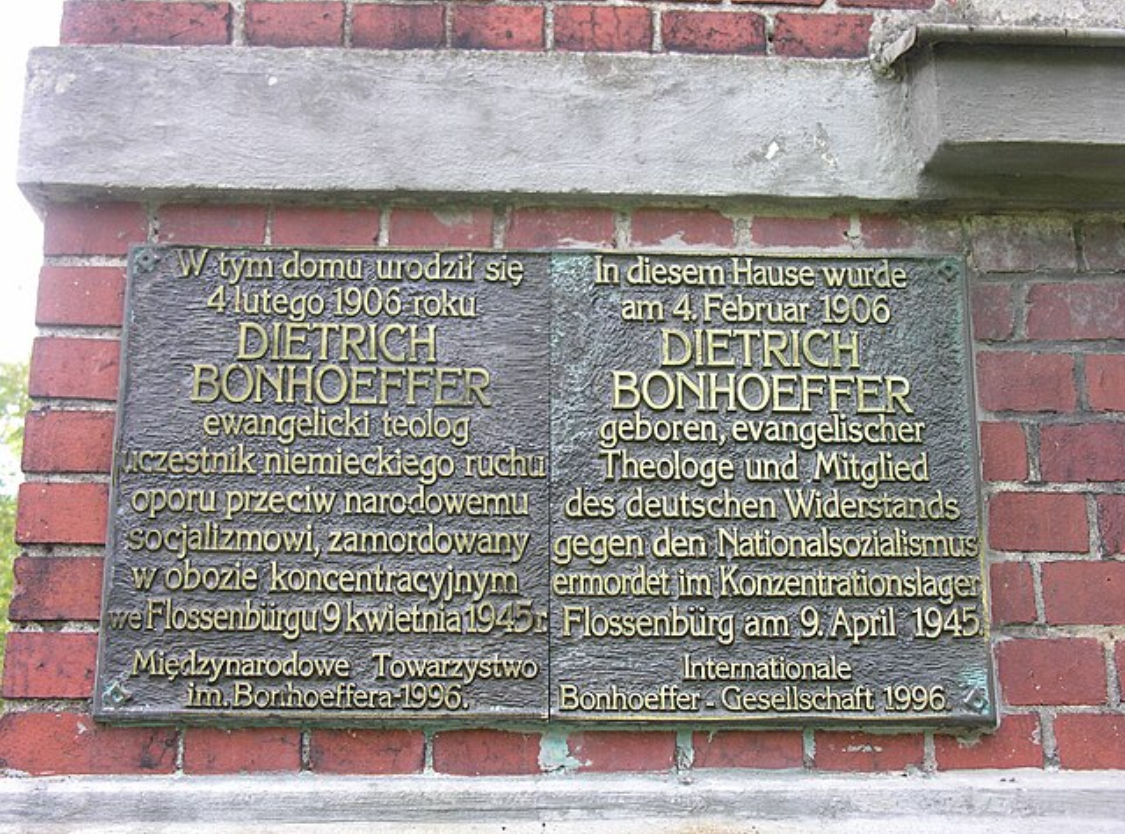 W tym domu urodził się
4 lutego 1906 roku
DIETRICH
BONHOEFFER
ewangelicki teolog
uczestnik niemieckiego ruchu
oporu przeciw narodowemu
socjalizmowi, zamordowany
w obozie koncentracyjnym
we Flossenbürgu 9 kwietnia 1945 r.
Międzynarodowe Towarzystwo
im. Bonhoeffera-1996.
In diesem Hause wurde
am 4. Februar 1906
DIETRICH
BONHOEFFER
geboren, evangelischer
Theologe und Mitglied
des deutschen Widerstands
gegen den Nationalsozialismus
ermordet im Konzentrationslager
Flossenbürg am 9. April 1945.
Internationale
Bonhoeffer-Gesellschaft 1996.